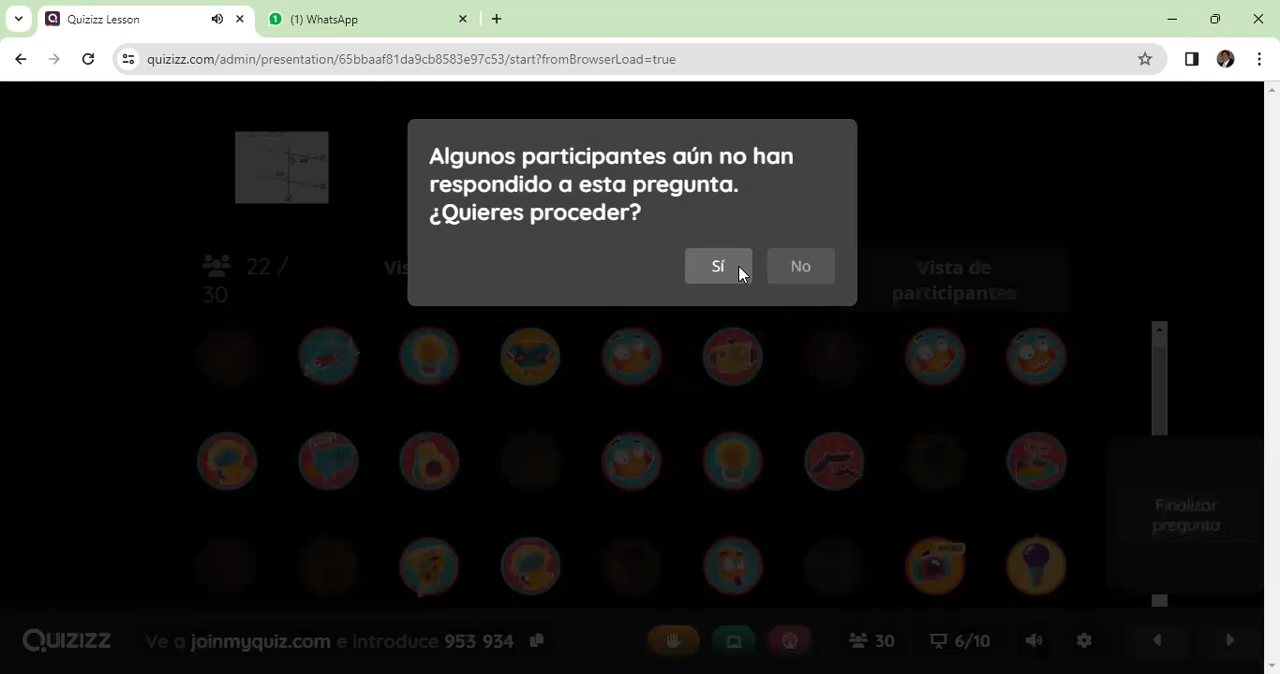 Quizizz Lesson
(1) WhatsApp
quizizz.com/admin/presentation/65bbaaf81da9cb8583e97c53/start?fromBrowserLoad=true
Algunos participantes aún no han
respondido a esta pregunta.
¿Quieres proceder?
Sí
No
22 /
30
Vis
Vista de
participantes
Finalizar
pregunta
QUIZIZZ
Ve a joinmyquiz.com e introduce 953 934
30
6/10